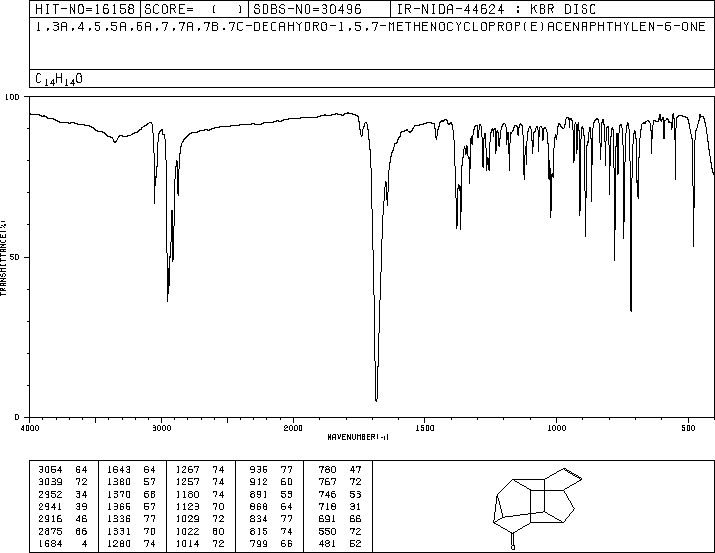 HIT-NO=16158 SCORE= ( ) SDBS-NO=30496 IR-NIDA-44624 : KBR DISC
1,3A,4,5,5A,6A,7,7A,7B,7C-DECAHYDRO-1,5,7-METHENOCYCLOPROP(E)ACENAPHTHYLEN-6-ONE
C14H14O
100
TRANSMITTANCE(%)
50
0
4000 3000 2000 1500 1000 500
WAVENUMBER(-1)
3064 64 1643 64 1267 74 936 77 780 47
3039 72 1380 57 1257 74 912 60 767 72
2952 34 1370 66 1180 74 891 55 746 53
2941 39 1366 57 1123 70 868 64 718 31
2916 46 1336 77 1029 72 834 77 691 66
2875 66 1331 70 1022 60 815 74 550 72
1684 4 1280 74 1014 72 799 66 481 52
O